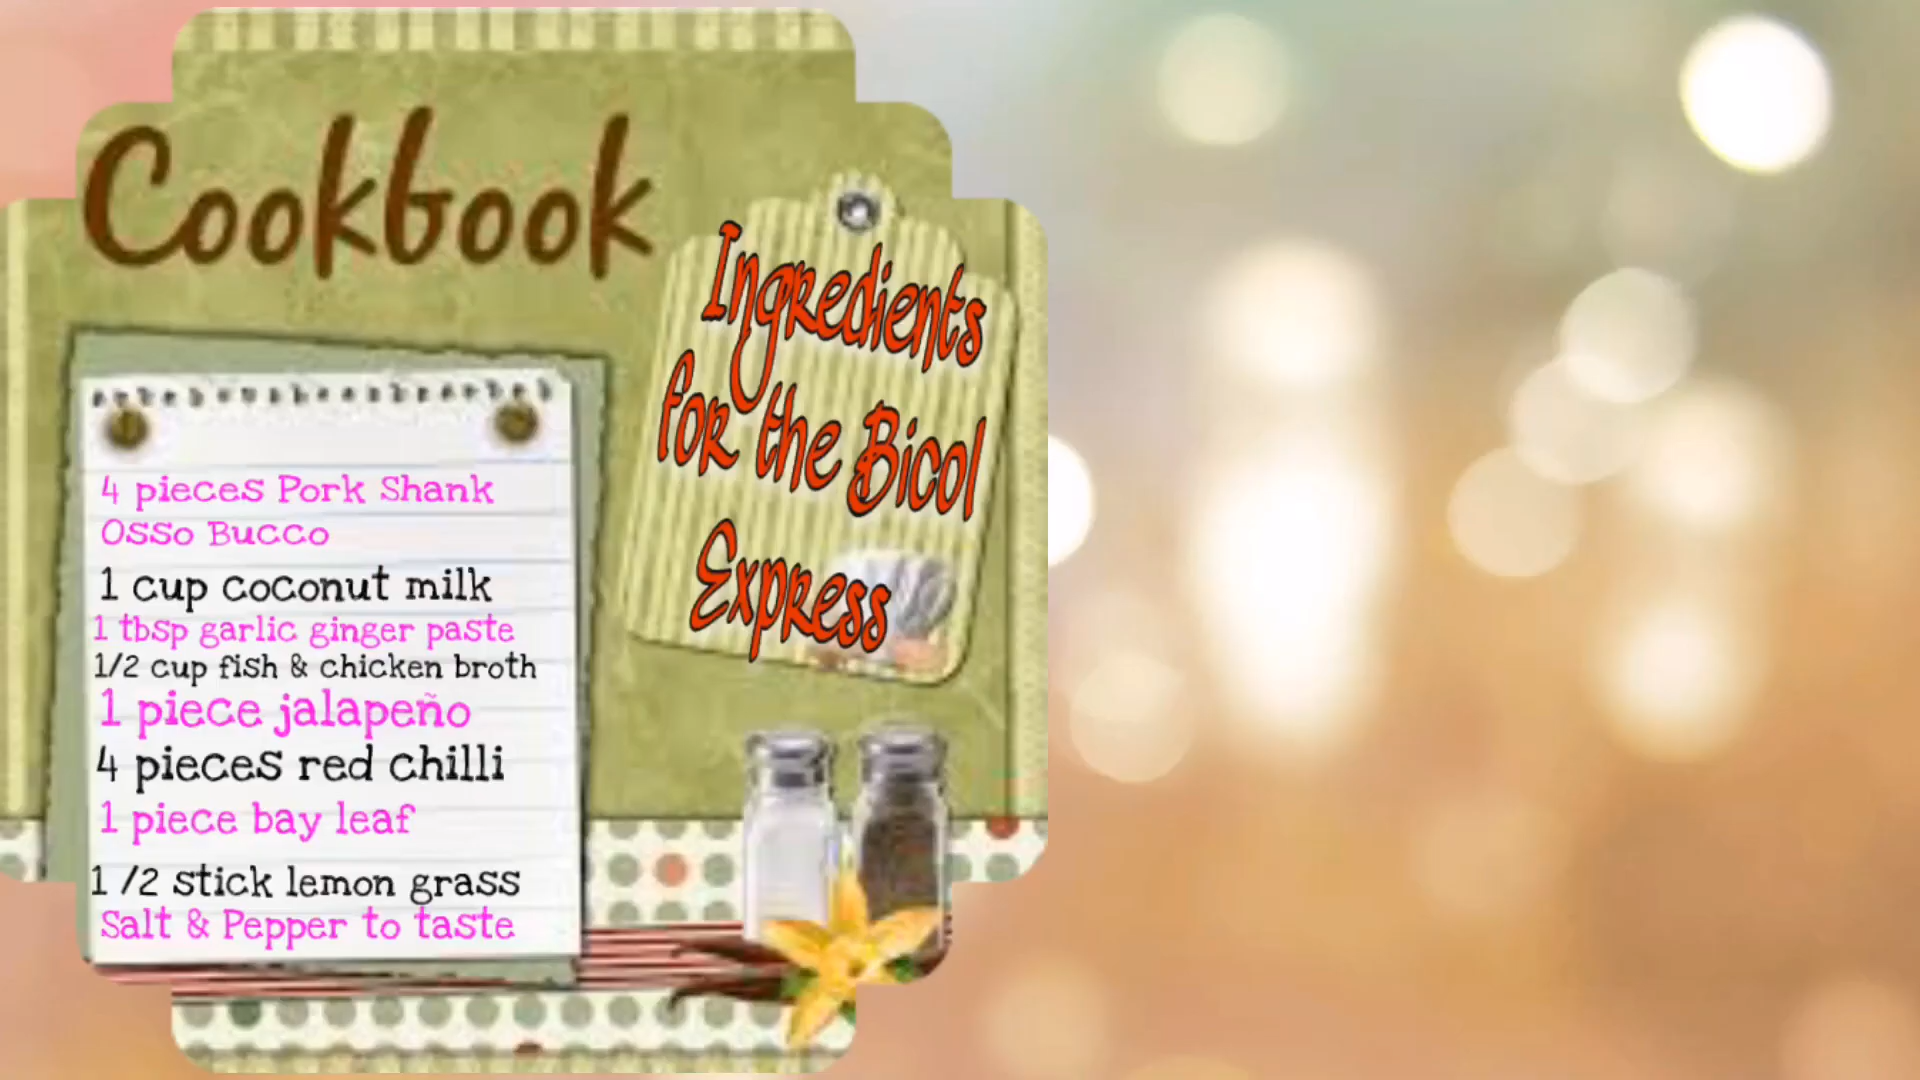 Cookbook
Ingredients
for the Bicol
Express
4 pieces Pork Shank
Osso Bucco
1 cup coconut milk
1 tbsp garlic ginger paste
1/2 cup fish & chicken broth
1 piece jalapeño
4 pieces red chilli
1 piece bay leaf
1 /2 stick lemon grass
Salt & Pepper to taste